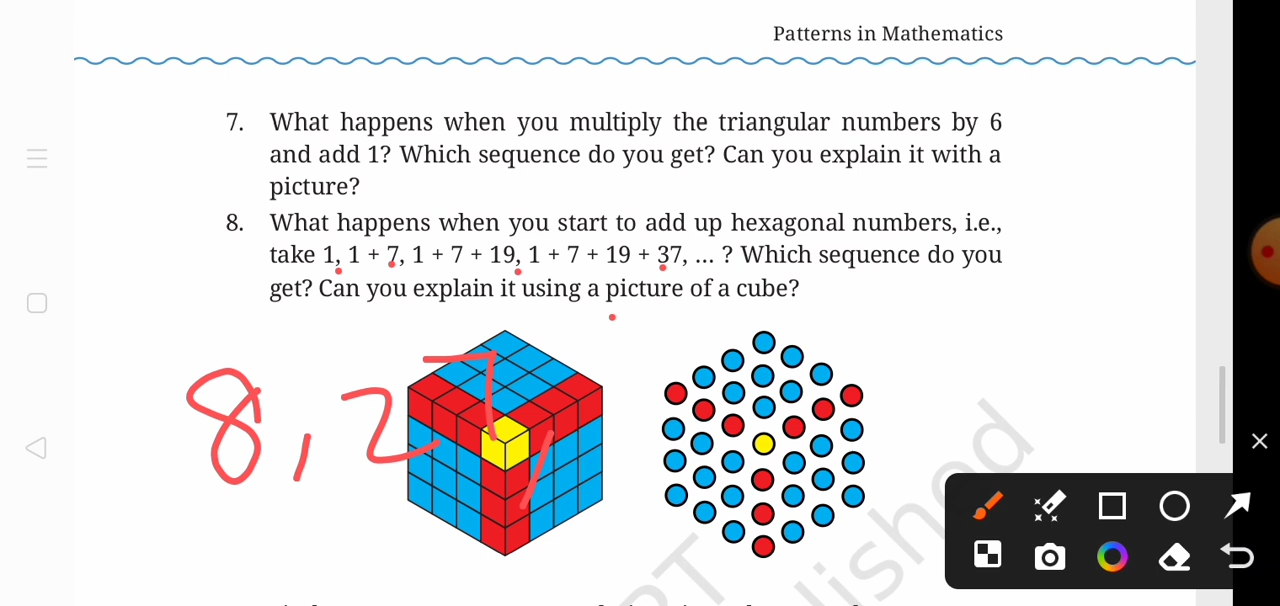 Patterns in Mathematics
7. What happens when you multiply the triangular numbers by 6
and add 1? Which sequence do you get? Can you explain it with a
picture?
8. What happens when you start to add up hexagonal numbers, i.e.,
take 1, 1 + 7, 1 + 7 + 19, 1 + 7 + 19 + 37, ... ? Which sequence do you
get? Can you explain it using a picture of a cube?
8, 27,